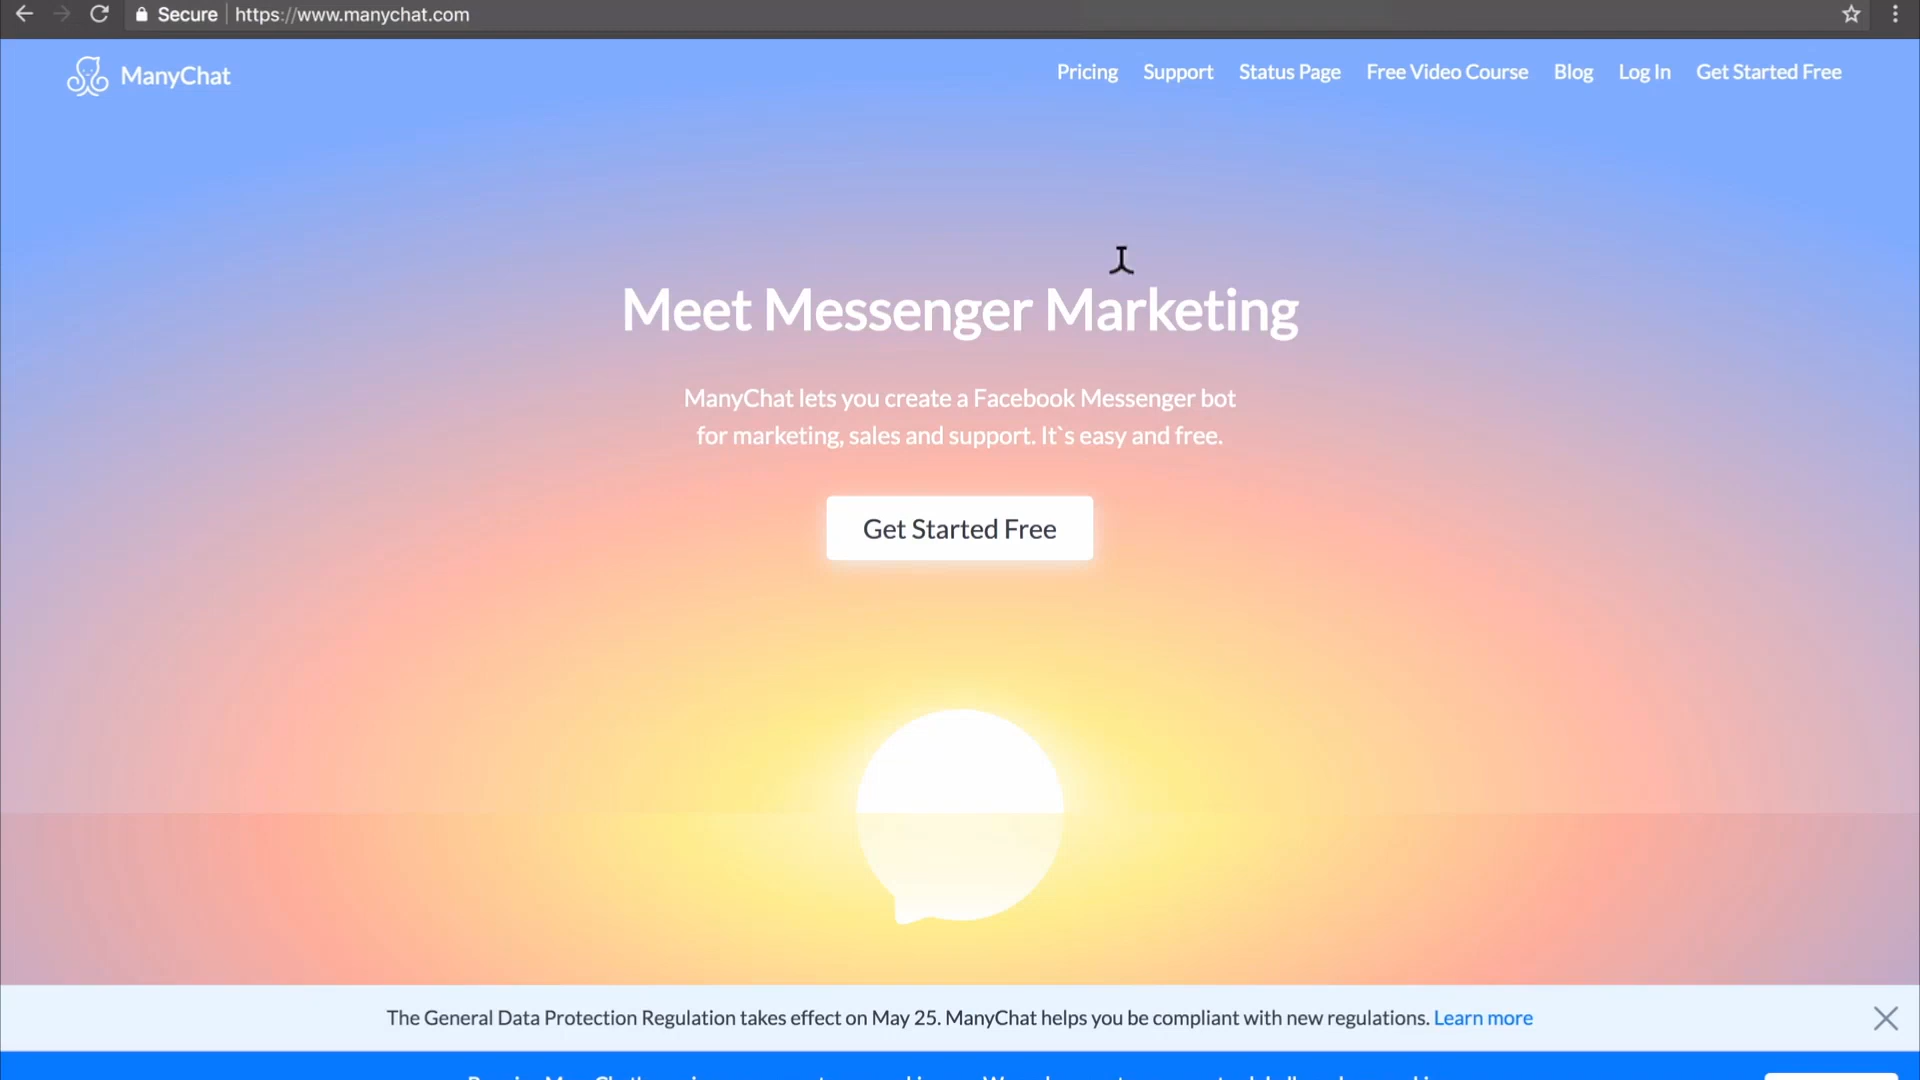 Secure https://www.manychat.com
ManyChat
Pricing Support Status Page Free Video Course Blog Log In Get Started Free
Meet Messenger Marketing
ManyChat lets you create a Facebook Messenger bot
for marketing, sales and support. It`s easy and free.
Get Started Free
The General Data Protection Regulation takes effect on May 25. ManyChat helps you be compliant with new regulations. Learn more